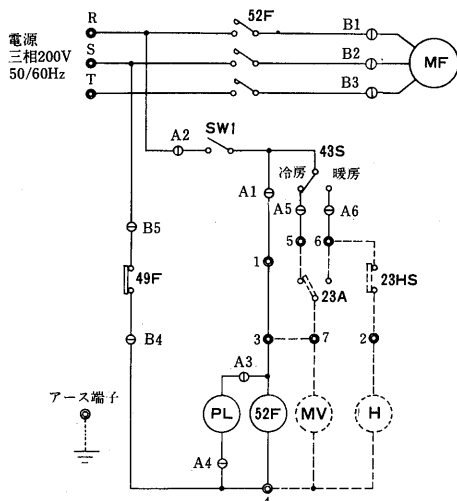 電源
三相200V
50/60Hz
R
S
T
52F
B1
B2
B3
MF
A2
SW1
43S
冷房
暖房
A1
A5
A6
B5
5
6
49F
1
23A
23HS
B4
3
7
2
A3
アース端子
PL
52F
MV
H
A4
4